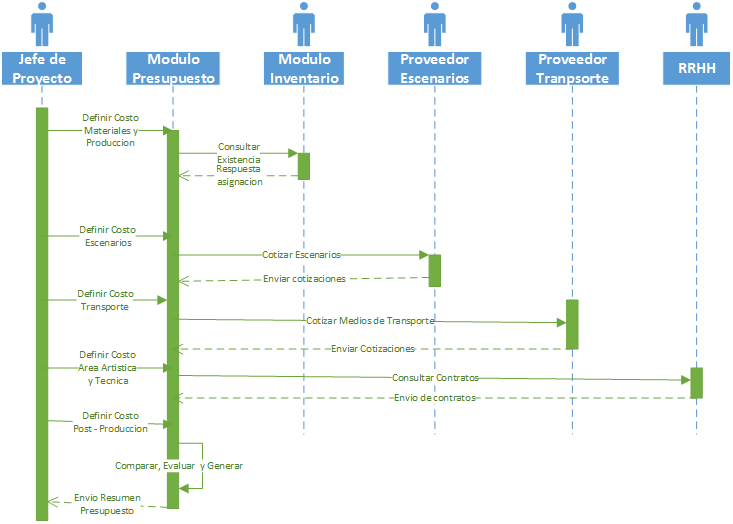 Jefe de
Proyecto
Modulo
Presupuesto
Modulo
Inventario
Proveedor
Escenarios
Proveedor
Tranpsorte
RRHH
Definir Costo
Materiales y
Produccion
Consultar
Existencia
Respuesta
asignacion
Definir Costo
Escenarios
Cotizar Escenarios
Enviar cotizaciones
Definir Costo
Transporte
Cotizar Medios de Transporte
Enviar Cotizaciones
Definir Costo
Area Artistica
y Tecnica
Consultar Contratos
Envio de contratos
Definir Costo
Post - Produccion
Comparar, Evaluar y Generar
Envio Resumen
Presupuesto